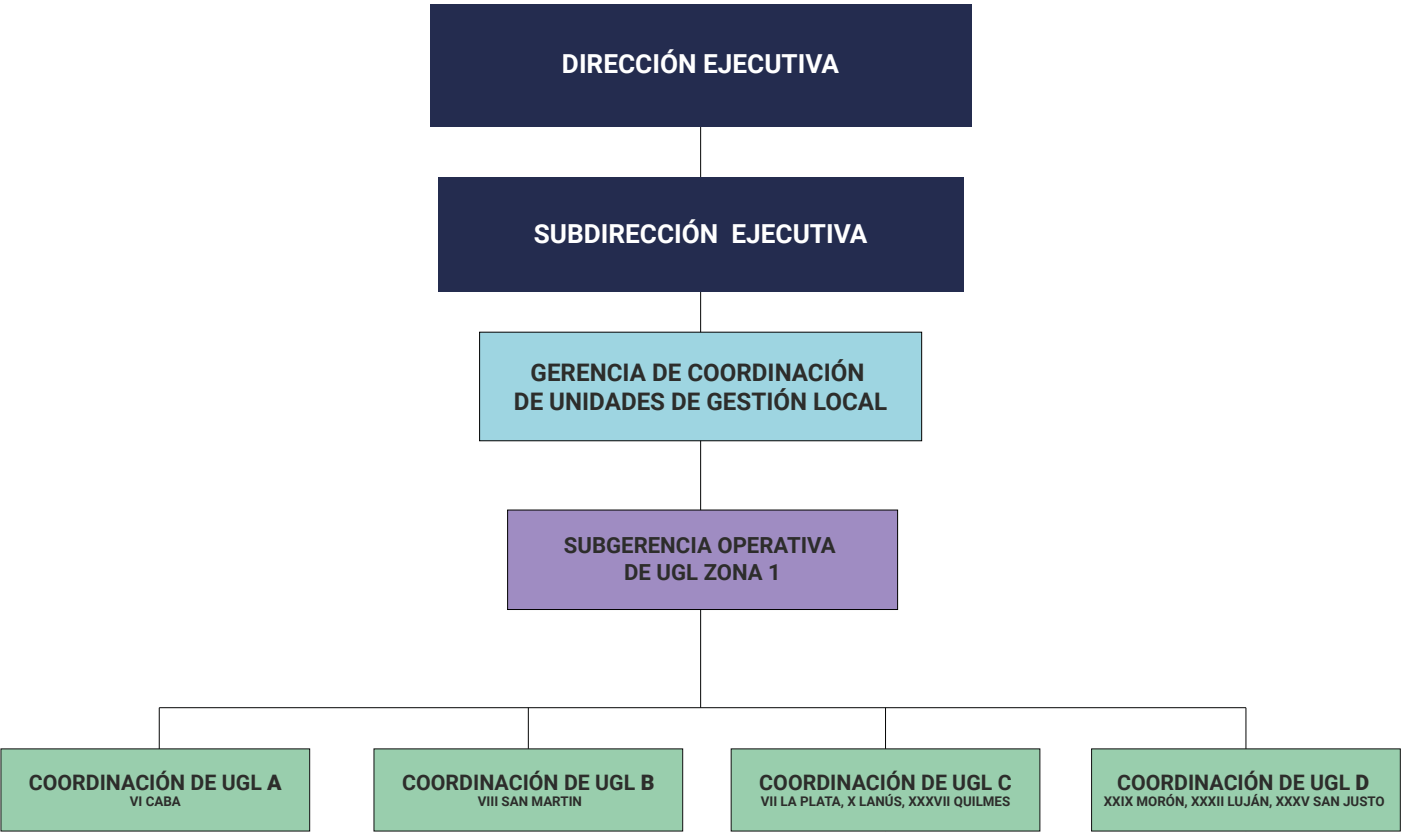 DIRECCIÓN EJECUTIVA
SUBDIRECCIÓN EJECUTIVA
GERENCIA DE COORDINACIÓN
DE UNIDADES DE GESTIÓN LOCAL
SUBGERENCIA OPERATIVA
DE UGL ZONA 1
COORDINACIÓN DE UGL A
VI CABA
COORDINACIÓN DE UGL B
VIII SAN MARTIN
COORDINACIÓN DE UGL C
VII LA PLATA, X LANÚS, XXXVII QUILMES
COORDINACIÓN DE UGL D
XXIX MORÓN, XXXII LUJÁN, XXXV SAN JUSTO